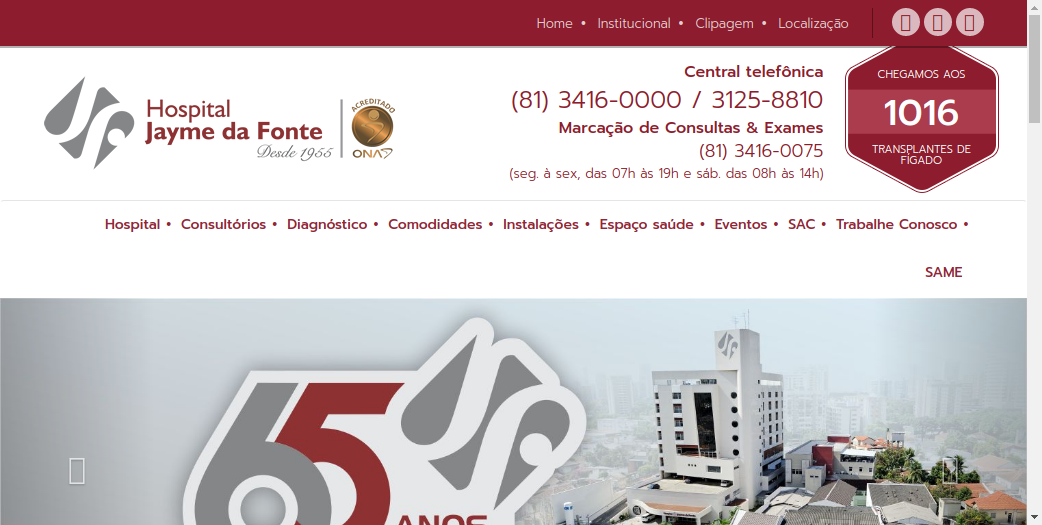 Home • Institucional • Clipagem • Localização
Hospital
Jayme da Fonte
Desde 1955
ACREDITADO
ONA
Central telefônica
(81) 3416-0000 / 3125-8810
Marcação de Consultas & Exames
(81) 3416-0075
(seg. à sex, das 07h às 19h e sáb. das 08h às 14h)
CHEGAMOS AOS
1016
TRANSPLANTES DE
FÍGADO
Hospital • Consultórios • Diagnóstico • Comodidades • Instalações • Espaço saúde • Eventos • SAC • Trabalhe Conosco •
SAME
65
ANOS